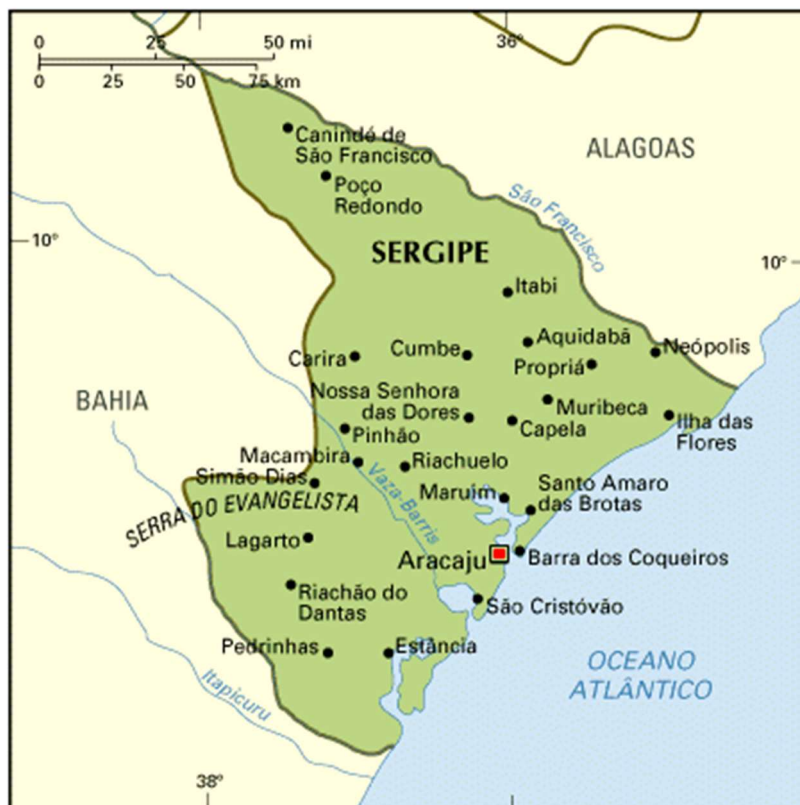 0 25 50 mi
0 25 50 75 km
36°
Canindé de
São Francisco
ALAGOAS
Poço
Redondo
São Francisco
10°
SERGIPE
10°
Itabi
Aquidabã
Neópolis
Cumbe
Carira
Propriá
Nossa Senhora
das Dores
BAHIA
Muribeca
Ilha das
Flores
Capela
Pinhão
Macambira
Riachuelo
Simão Dias
Vaza-Barris
Maruim
Santo Amaro
das Brotas
SERRA DO EVANGELISTA
Lagarto
Aracaju
Barra dos Coqueiros
Riachão do
Dantas
São Cristóvão
Pedrinhas
Estância
OCEANO
ATLÂNTICO
Itapicuru
38°